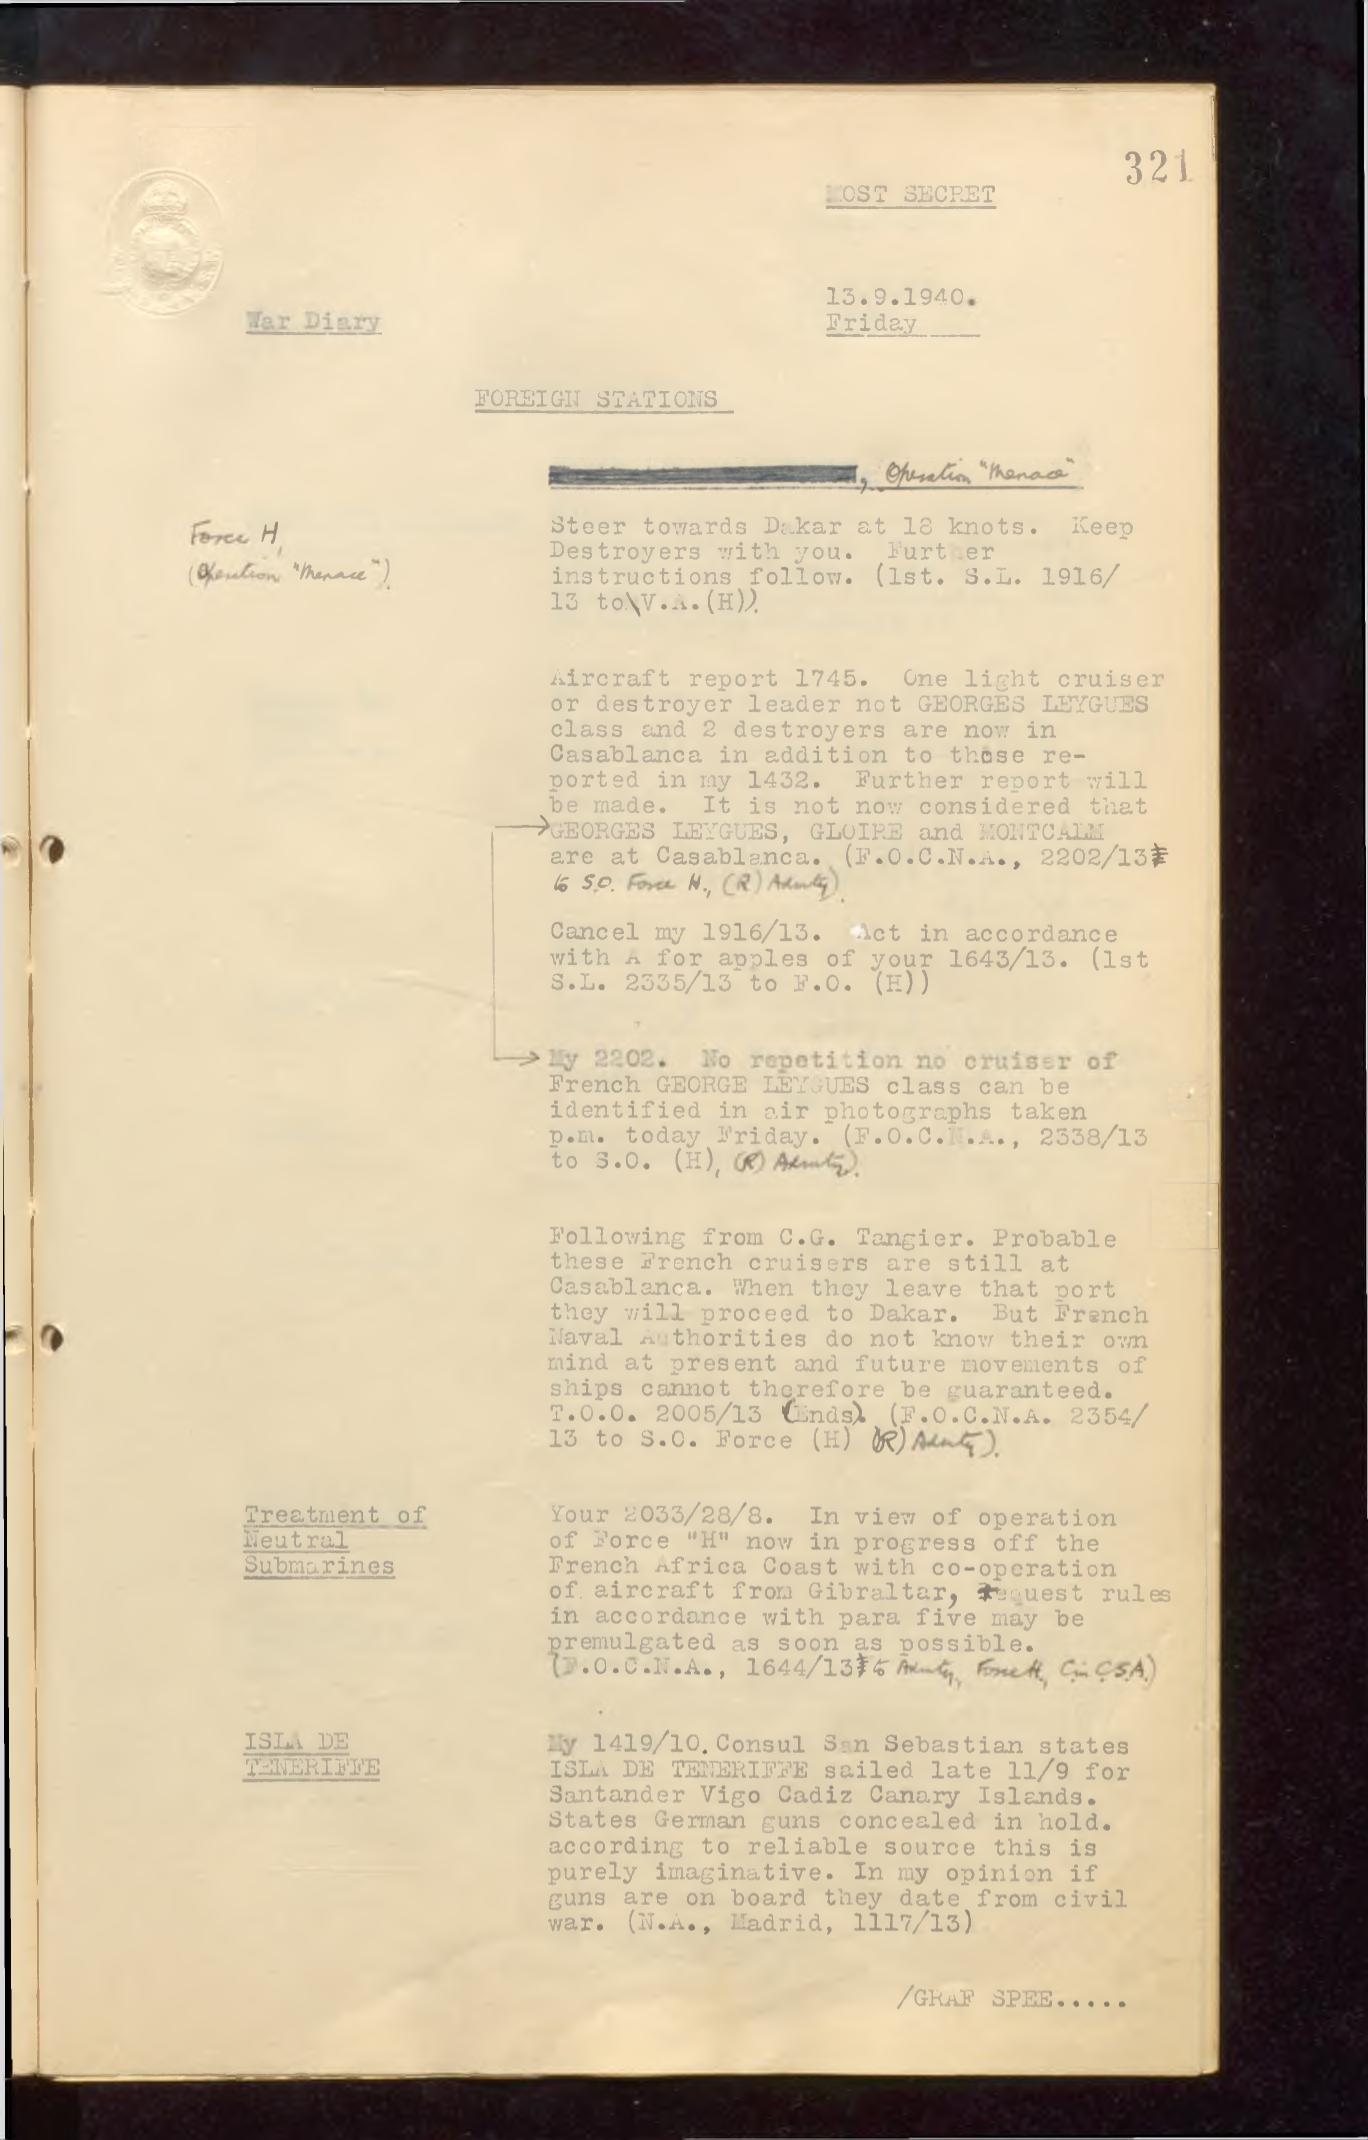 321
MOST SECRET
13.9.1940.
Friday
War Diary
FOREIGN STATIONS
, Operation "Menace"
Force H,
(Operation "Menace").
Steer towards Dakar at 18 knots. Keep
Destroyers with you. Further
instructions follow. (1st. S.L. 1916/
13 to V.A.(H)).
Aircraft report 1745. One light cruiser
or destroyer leader not GEORGES LEYGUES
class and 2 destroyers are now in
Casablanca in addition to those re-
ported in my 1432. Further report will
be made. It is not now considered that
GEORGES LEYGUES, GLOIRE and MONTCALM
are at Casablanca. (F.O.C.N.A., 2202/13
to S.O. Force H., (R) Admty).
Cancel my 1916/13. Act in accordance
with A for apples of your 1643/13. (1st
S.L. 2335/13 to F.O. (H))
My 2202. No repetition no cruiser of
French GEORGE LEYGUES class can be
identified in air photographs taken
p.m. today Friday. (F.O.C.N.A., 2338/13
to S.O. (H), (R) Admty).
Following from C.G. Tangier. Probable
these French cruisers are still at
Casablanca. When they leave that port
they will proceed to Dakar. But French
Naval Authorities do not know their own
mind at present and future movements of
ships cannot therefore be guaranteed.
T.O.O. 2005/13 (Ends). (F.O.C.N.A. 2354/
13 to S.O. Force (H) (R) Admty).
Treatment of
Neutral
Submarines
Your 2033/28/8. In view of operation
of Force "H" now in progress off the
French Africa Coast with co-operation
of aircraft from Gibraltar, request rules
in accordance with para five may be
premulgated as soon as possible.
(F.O.C.N.A., 1644/13 to Admty, Force H, C.in C.S.A.)
ISLA DE
TENERIFFE
My 1419/10. Consul San Sebastian states
ISLA DE TENERIFFE sailed late 11/9 for
Santander Vigo Cadiz Canary Islands.
States German guns concealed in hold.
according to reliable source this is
purely imaginative. In my opinion if
guns are on board they date from civil
war. (N.A., Madrid, 1117/13)
/GRAF SPEE.....